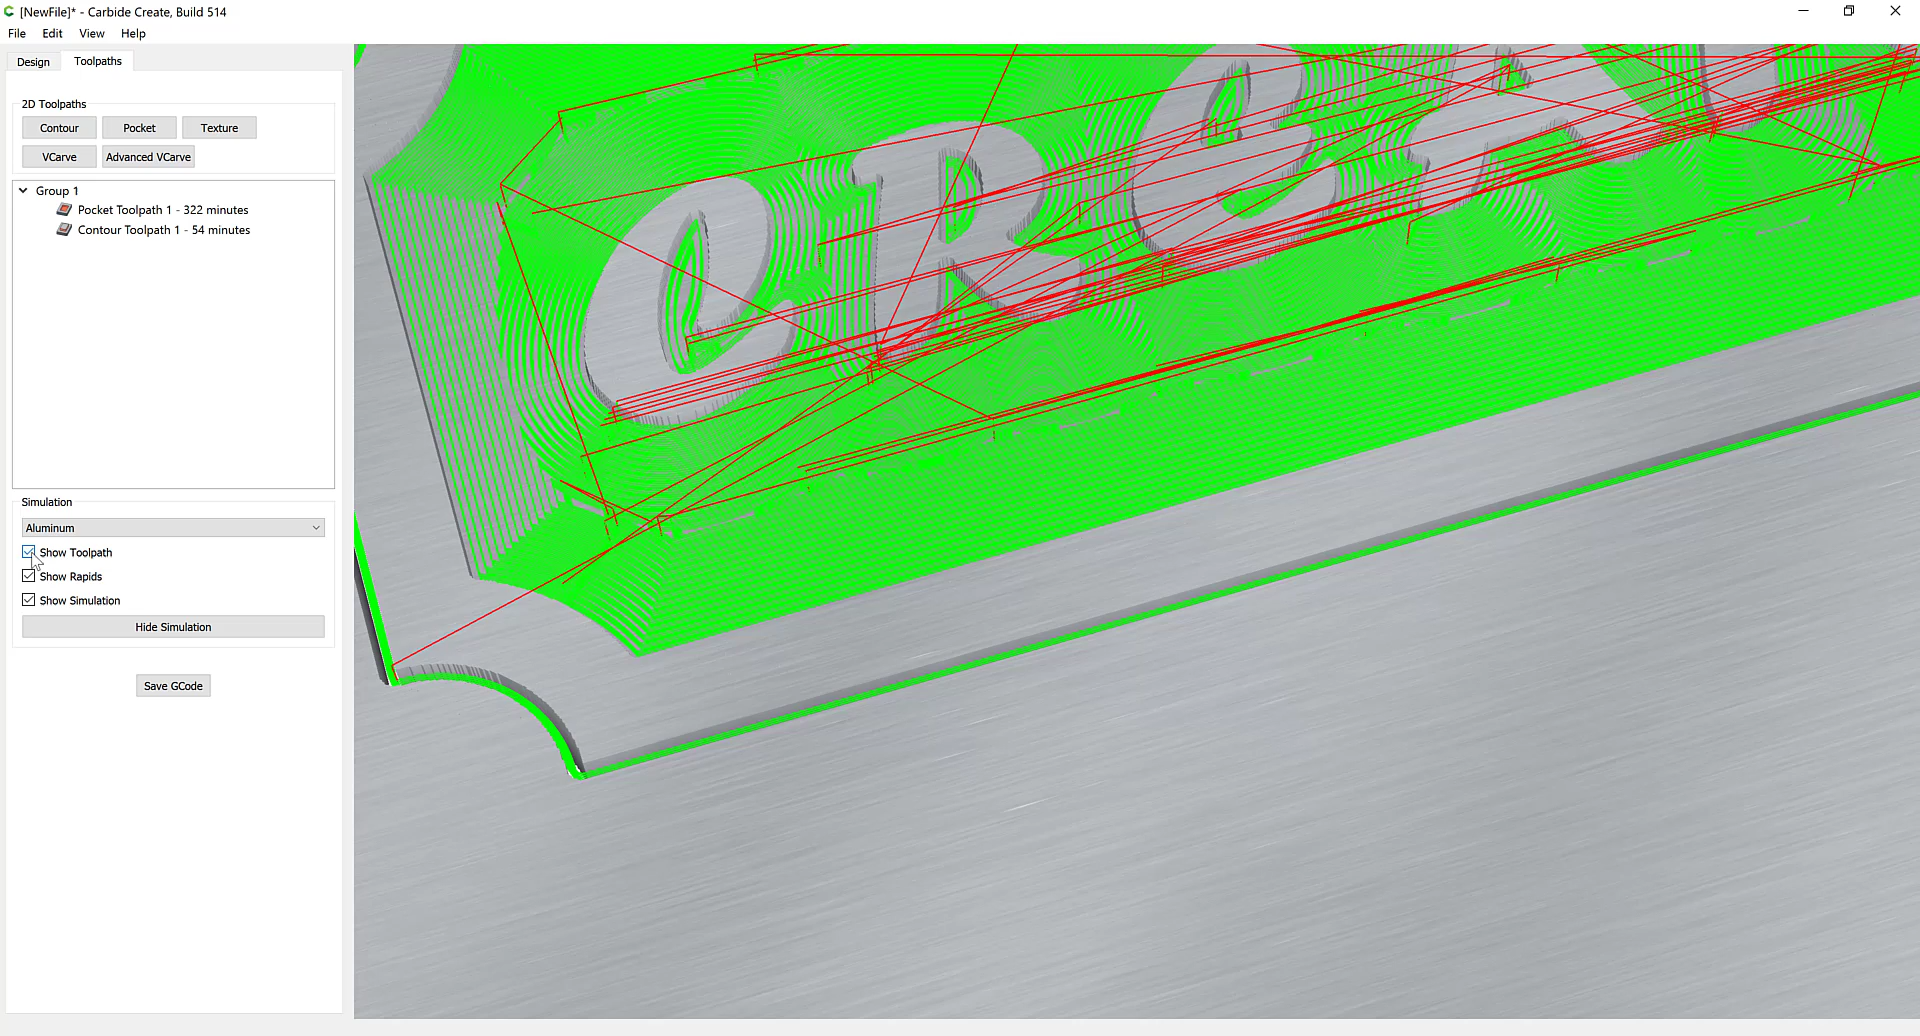 [NewFile]* - Carbide Create, Build 514
File Edit View Help
Design Toolpaths
2D Toolpaths
Contour Pocket Texture
VCarve Advanced VCarve
Group 1
Pocket Toolpath 1 - 322 minutes
Contour Toolpath 1 - 54 minutes
Simulation
Aluminum
Show Toolpath
Show Rapids
Show Simulation
Hide Simulation
Save GCode